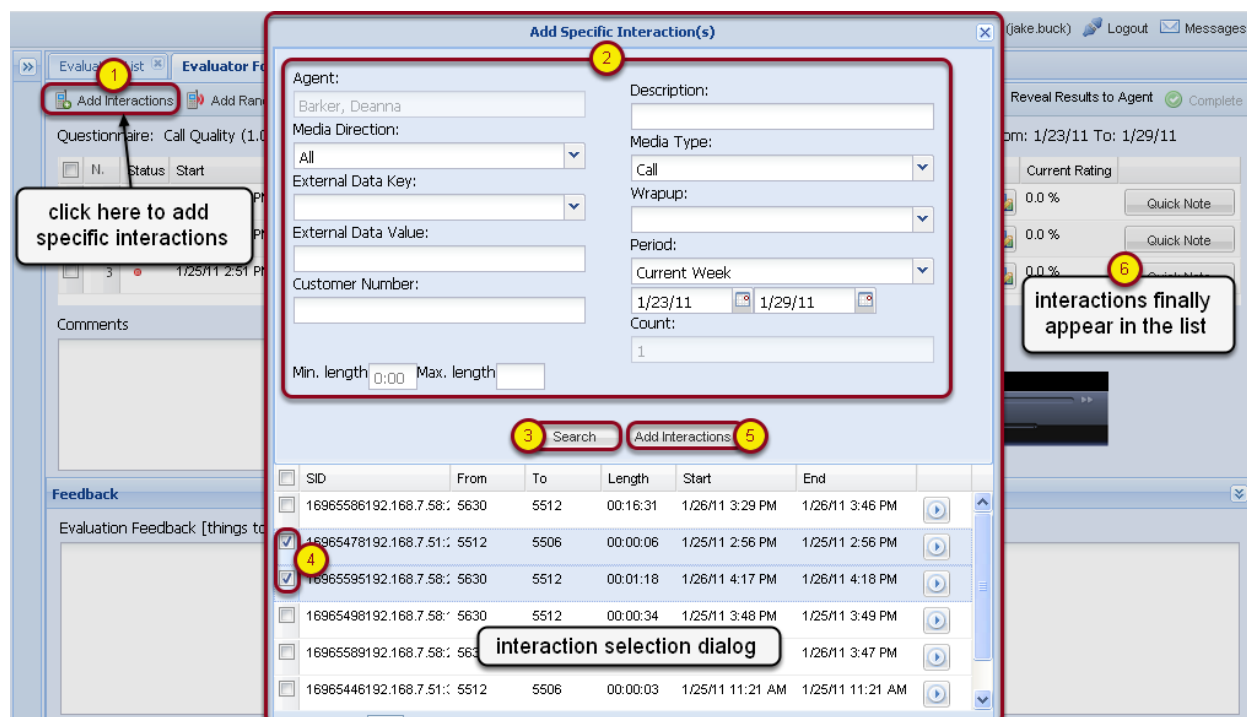 Add Specific Interaction(s)
(jake.buck) Logout Messages
Evaluator Form
1
2
Add Interactions Add Ran
Reveal Results to Agent Complete
Questionnaire: Call Quality (1.0
om: 1/23/11 To: 1/29/11
N. Status Start
Current Rating
click here to add
specific interactions
0.0 % Quick Note
0.0 % Quick Note
3 1/25/11 2:51 PM
0.0 % Quick Note
6
interactions finally
appear in the list
Agent:
Barker, Deanna
Media Direction:
All
External Data Key:
External Data Value:
Customer Number:
Min. length 0:00 Max. length
Description:
Media Type:
Call
Wrapup:
Period:
Current Week
1/23/11 1/29/11
Count:
1
Comments
3 Search Add Interactions 5
SID From To Length Start End
16965586192.168.7.58: 5630 5512 00:16:31 1/26/11 3:29 PM 1/26/11 3:46 PM
16965478192.168.7.51: 5512 5506 00:00:06 1/25/11 2:56 PM 1/25/11 2:56 PM
4
16965595192.168.7.58: 5630 5512 00:01:18 1/26/11 4:17 PM 1/26/11 4:18 PM
16965498192.168.7.58: 5630 5512 00:00:34 1/25/11 3:48 PM 1/25/11 3:49 PM
interaction selection dialog
16965589192.168.7.58: 1/26/11 3:47 PM
16965446192.168.7.51: 5512 5506 00:00:03 1/25/11 11:21 AM 1/25/11 11:21 AM
Feedback
Evaluation Feedback [things to